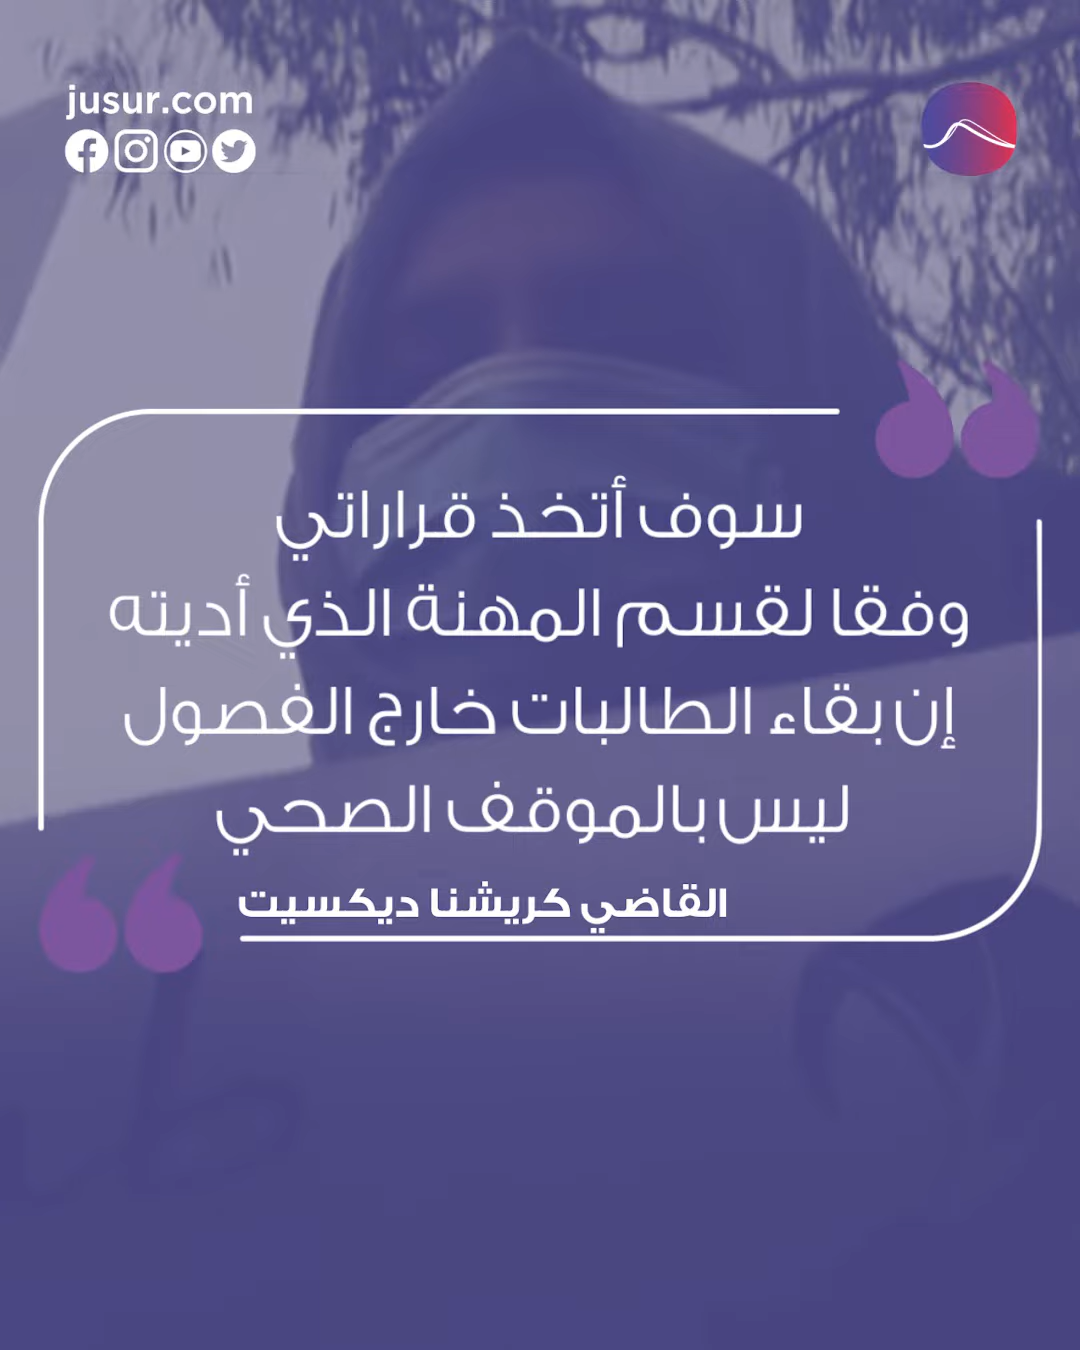 jusur.com
سوف أتخذ قراراتي
وفقا لقسم المهنة الذي أديته
إن بقاء الطالبات خارج الفصول
ليس بالموقف الصحي
القاضي كريشنا ديكسيت